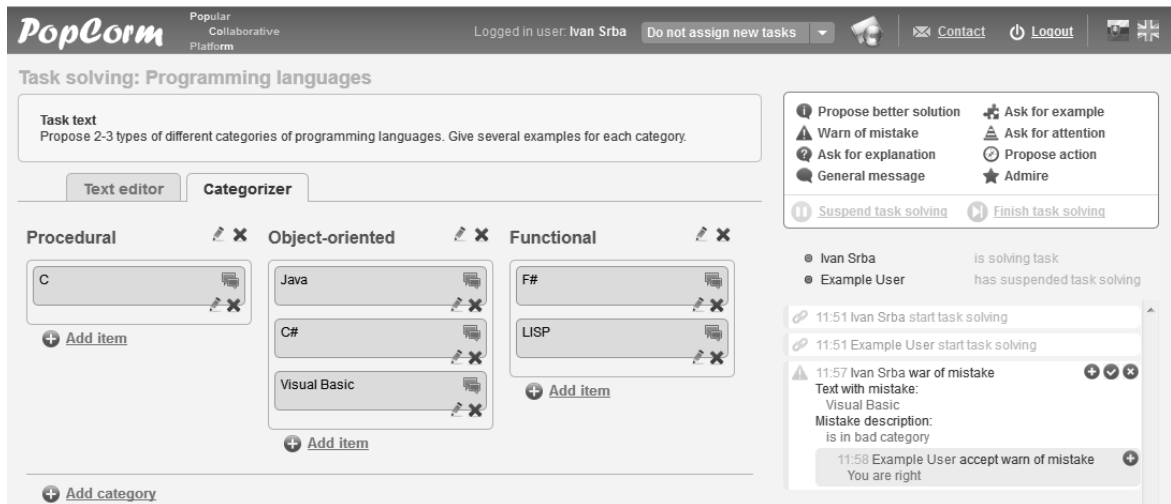 PopCorm
Popular
Collaborative
Platform
Logged in user: Ivan Srba
Do not assign new tasks
Contact
Logout
Task solving: Programming languages
Task text
Propose 2-3 types of different categories of programming languages. Give several examples for each category.
Text editor
Categorizer
Procedural
Object-oriented
Functional
C
Java
F#
Add item
C#
LISP
Visual Basic
Add item
Add item
Add category
Propose better solution
Ask for example
Warn of mistake
Ask for attention
Ask for explanation
Propose action
General message
Admire
Suspend task solving
Finish task solving
Ivan Srba is solving task
Example User has suspended task solving
11:51 Ivan Srba start task solving
11:51 Example User start task solving
11:57 Ivan Srba war of mistake
Text with mistake:
Visual Basic
Mistake description:
is in bad category
11:58 Example User accept warn of mistake
You are right